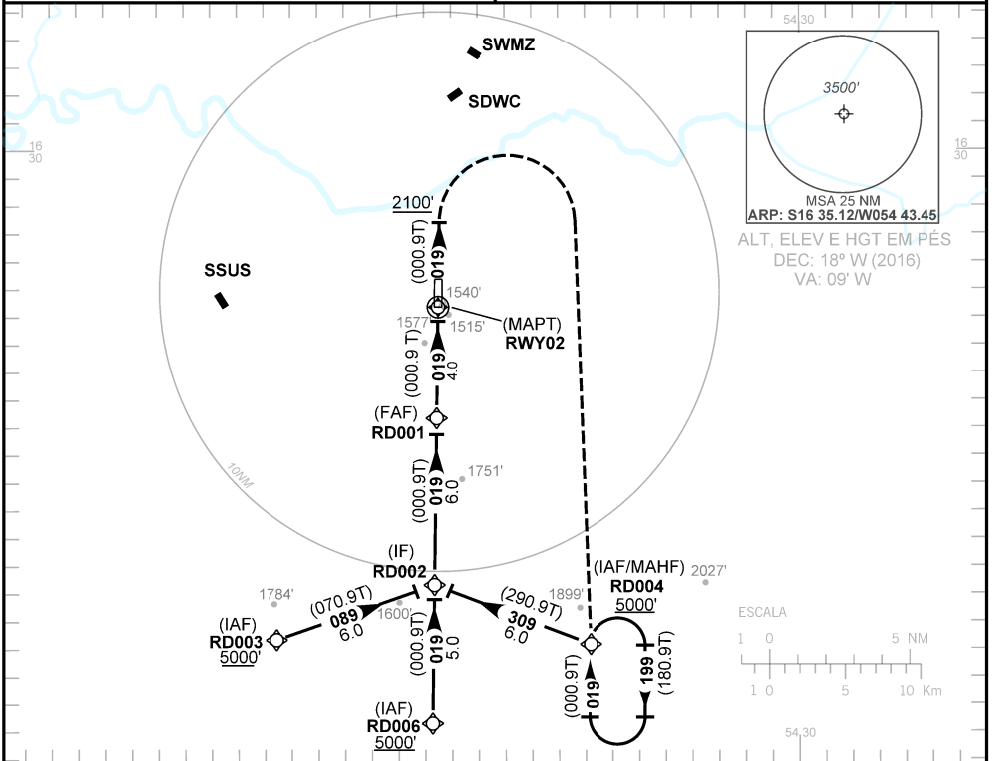 54.30
SWMZ
SDWC
3500'
16
30
16
30
MSA 25 NM
ARP: S16 35.12/W054 43.45
2100'
ALT, ELEV E HGT EM PÉS
DEC: 18º W (2016)
VA: 09' W
(000.9T)
019
SSUS
1540'
1577'
1515'
(MAPT)
RWY02
(000.9 T)
019
4.0
(FAF)
RD001
10NM
1751'
(000.9T)
019
6.0
(IF)
RD002
(IAF/MAHF)
RD004
5000'
2027'
1784'
(070.9T)
089
6.0
1600'
(290.9T)
309
6.0
1899'
ESCALA
1 0 5 NM
1 0 5 10 Km
(IAF)
RD003
5000'
(000.9T)
019
5.0
(000.9T)
019
199
(180.9T)
(IAF)
RD006
5000'
54.30